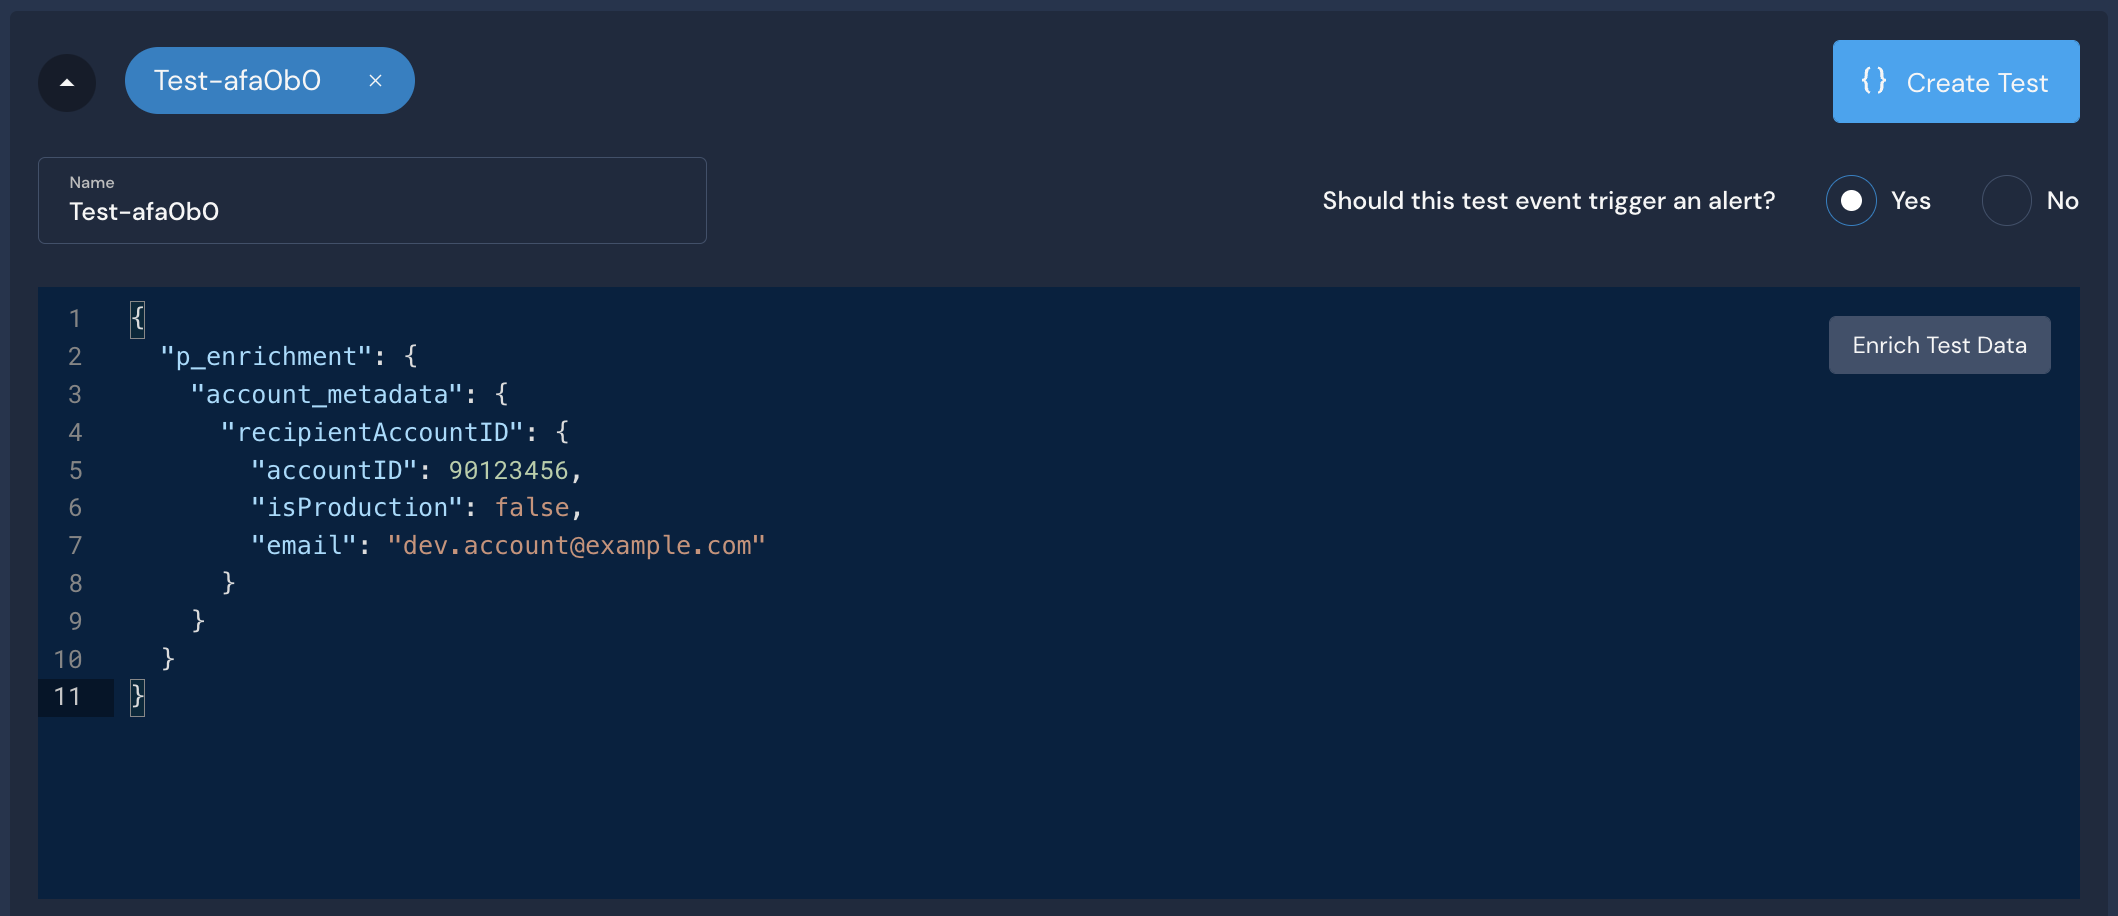 Test-afa0b0 ×
{} Create Test
Name
Test-afa0b0
Should this test event trigger an alert? Yes No
Enrich Test Data
1 {
2   "p_enrichment": {
3     "account_metadata": {
4       "recipientAccountID": {
5         "accountID": 90123456,
6         "isProduction": false,
7         "email": "dev.account@example.com"
8       }
9     }
10   }
11 }